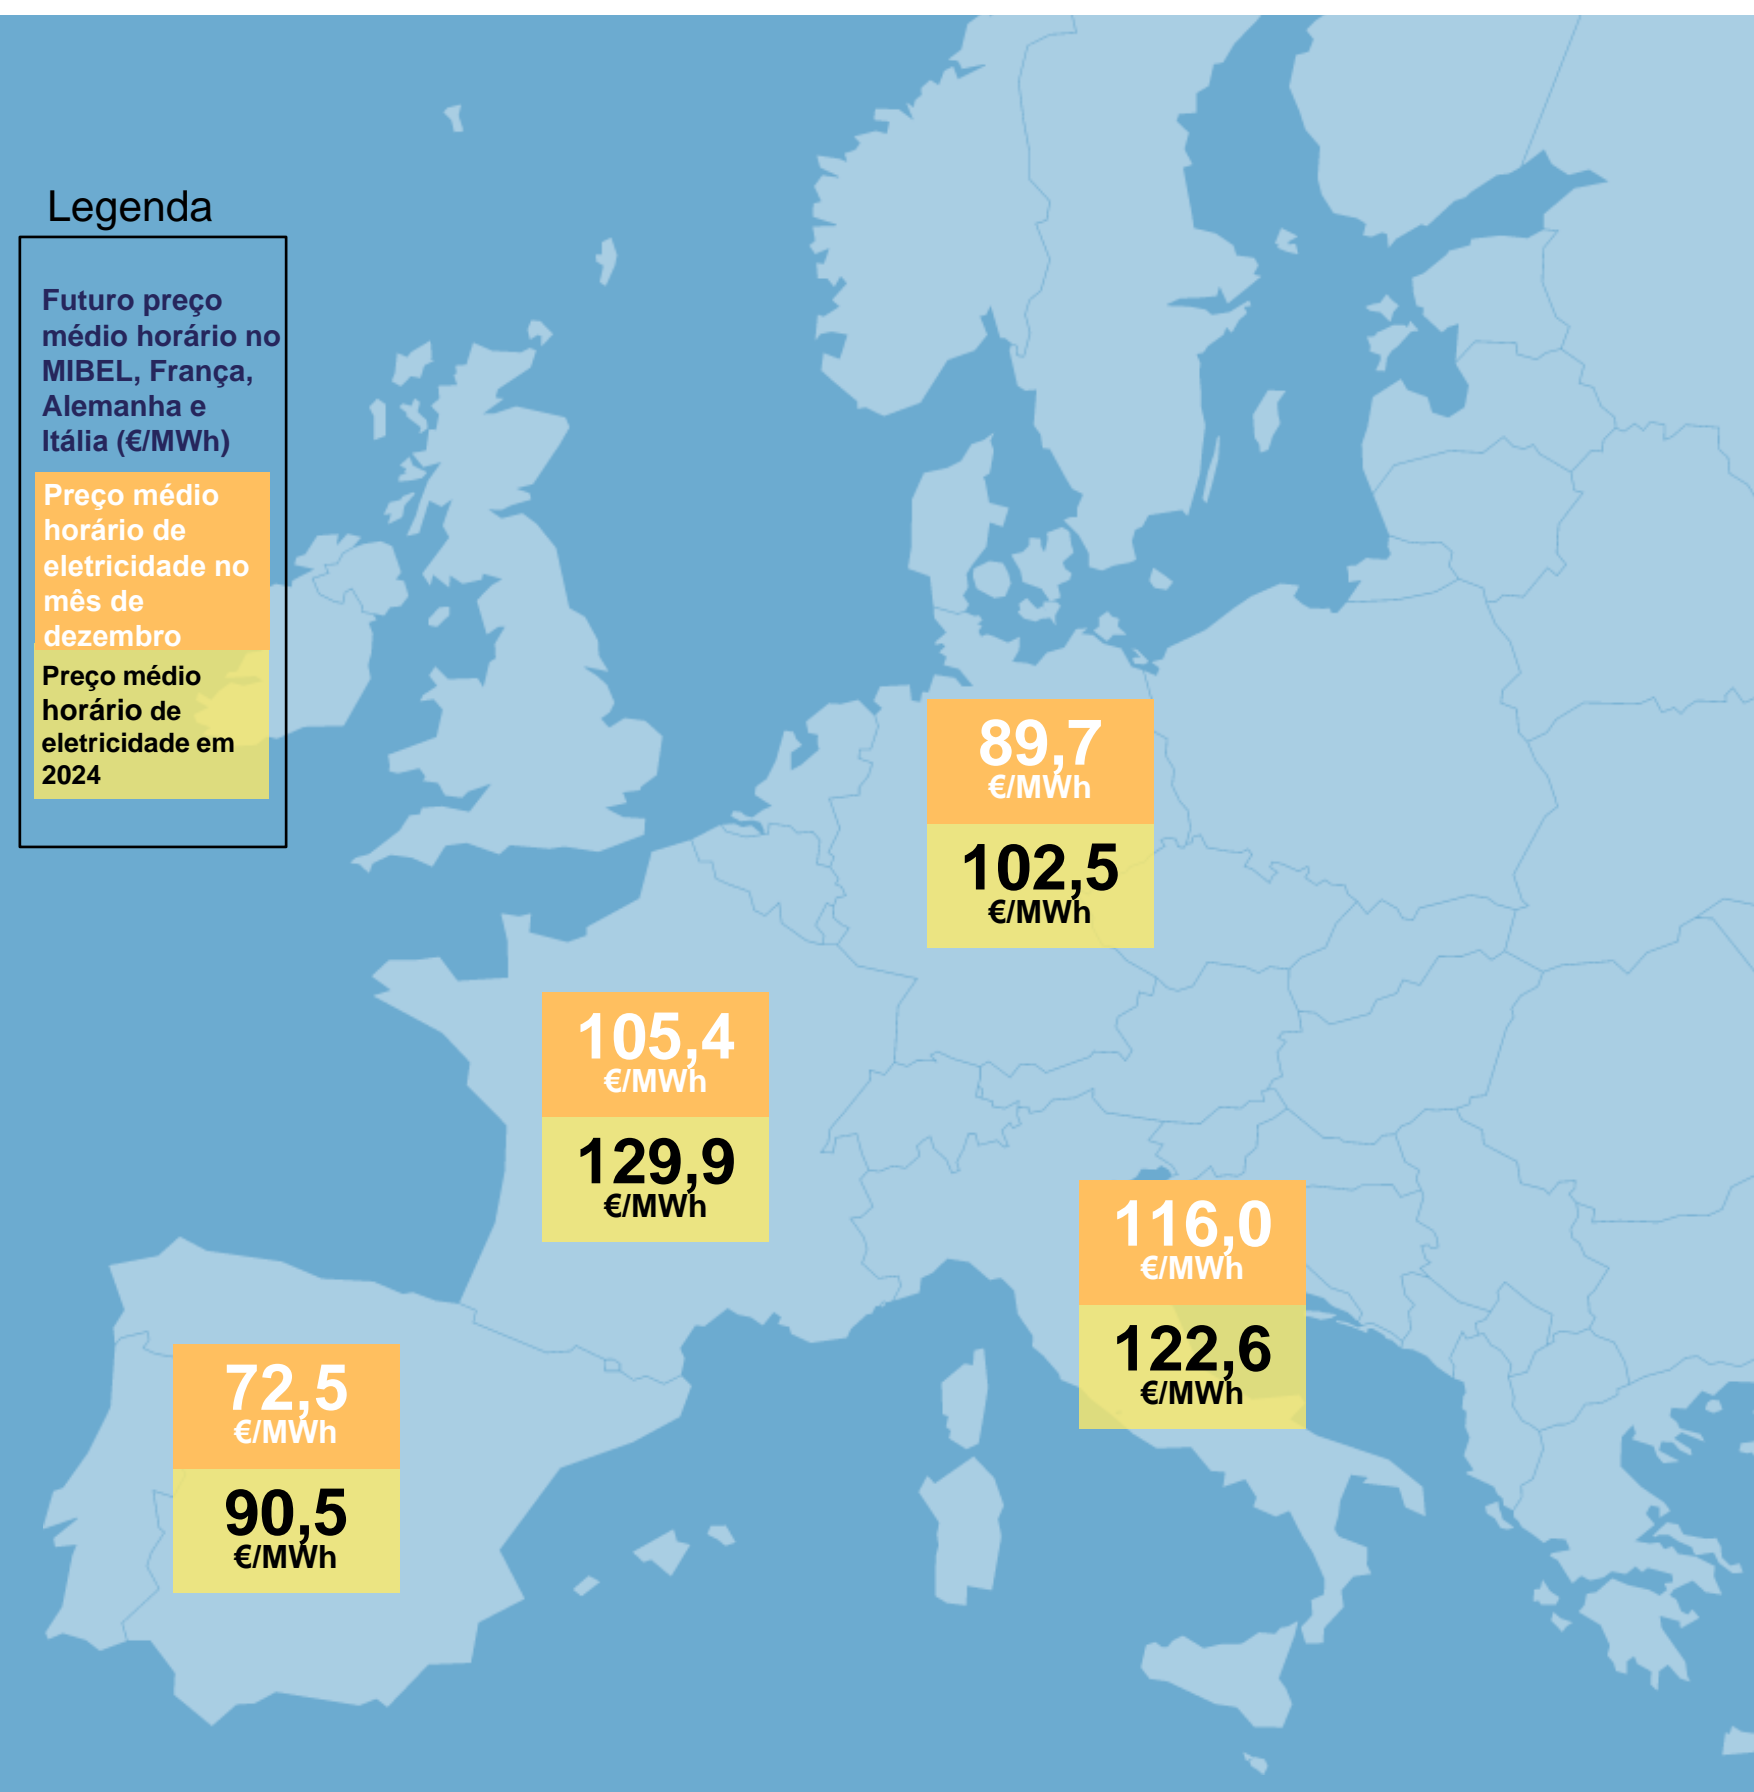 Legenda
Futuro preço
médio horário no
MIBEL, França,
Alemanha e
Itália (€/MWh)
Preço médio
horário de
eletricidade no
mês de
dezembro
Preço médio
horário de
eletricidade em
2024
89,7
€/MWh
102,5
€/MWh
105,4
€/MWh
129,9
€/MWh
116,0
€/MWh
122,6
€/MWh
72,5
€/MWh
90,5
€/MWh